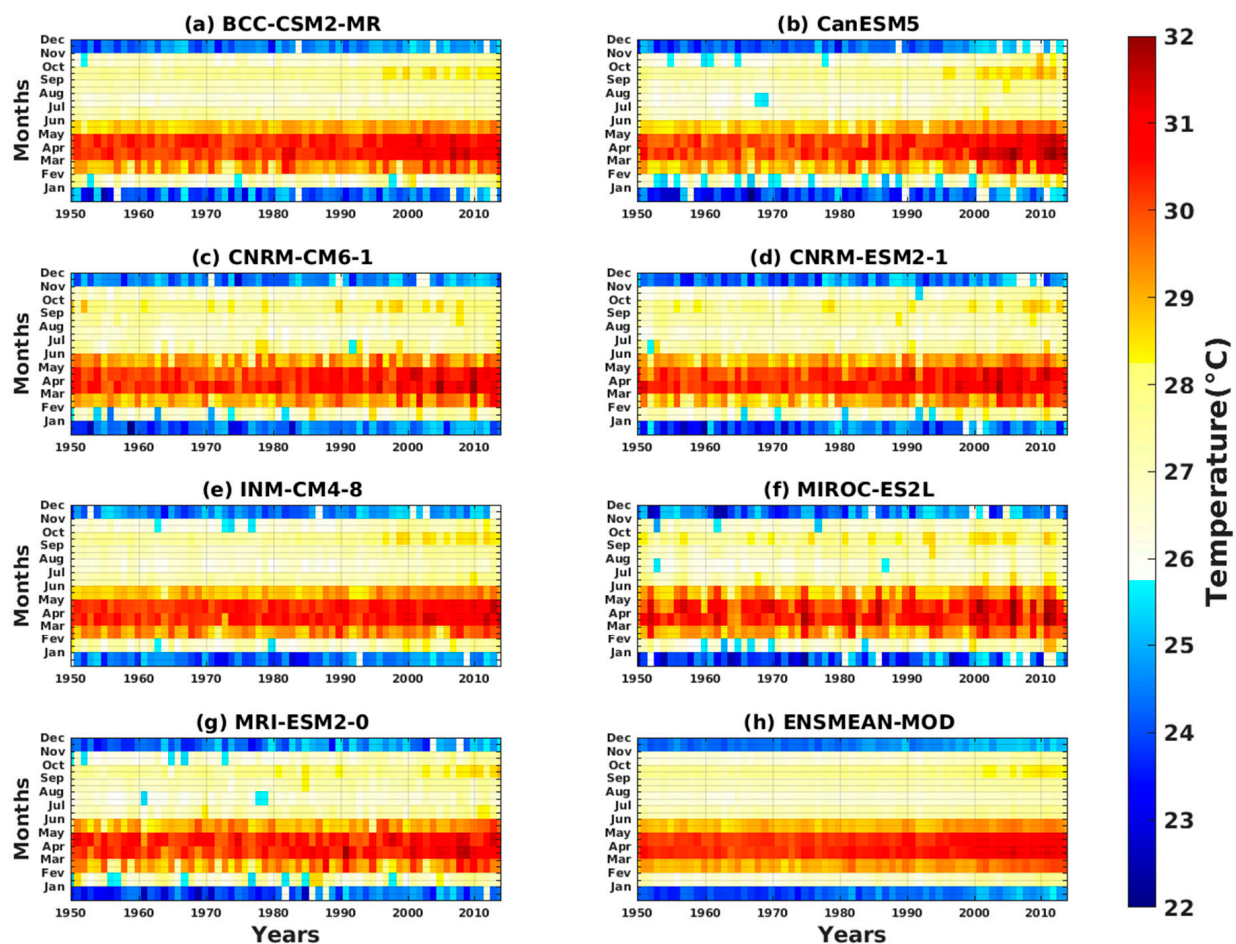 (a) BCC-CSM2-MR
Months
Dec
Nov
Oct
Sep
Aug
Jul
Jun
May
Apr
Mar
Fev
Jan
1950 1960 1970 1980 1990 2000 2010
(b) CanESM5
Dec
Nov
Oct
Sep
Aug
Jul
Jun
May
Apr
Mar
Fev
Jan
1950 1960 1970 1980 1990 2000 2010
(c) CNRM-CM6-1
Months
Dec
Nov
Oct
Sep
Aug
Jul
Jun
May
Apr
Mar
Fev
Jan
1950 1960 1970 1980 1990 2000 2010
(d) CNRM-ESM2-1
Dec
Nov
Oct
Sep
Aug
Jul
Jun
May
Apr
Mar
Fev
Jan
1950 1960 1970 1980 1990 2000 2010
(e) INM-CM4-8
Months
Dec
Nov
Oct
Sep
Aug
Jul
Jun
May
Apr
Mar
Fev
Jan
1950 1960 1970 1980 1990 2000 2010
(f) MIROC-ES2L
Dec
Nov
Oct
Sep
Aug
Jul
Jun
May
Apr
Mar
Fev
Jan
1950 1960 1970 1980 1990 2000 2010
(g) MRI-ESM2-0
Months
Dec
Nov
Oct
Sep
Aug
Jul
Jun
May
Apr
Mar
Fev
Jan
1950 1960 1970 1980 1990 2000 2010
Years
(h) ENSMEAN-MOD
Dec
Nov
Oct
Sep
Aug
Jul
Jun
May
Apr
Mar
Fev
Jan
1950 1960 1970 1980 1990 2000 2010
Years
32
31
30
29
28
27
26
25
24
23
22
Temperature(°C)